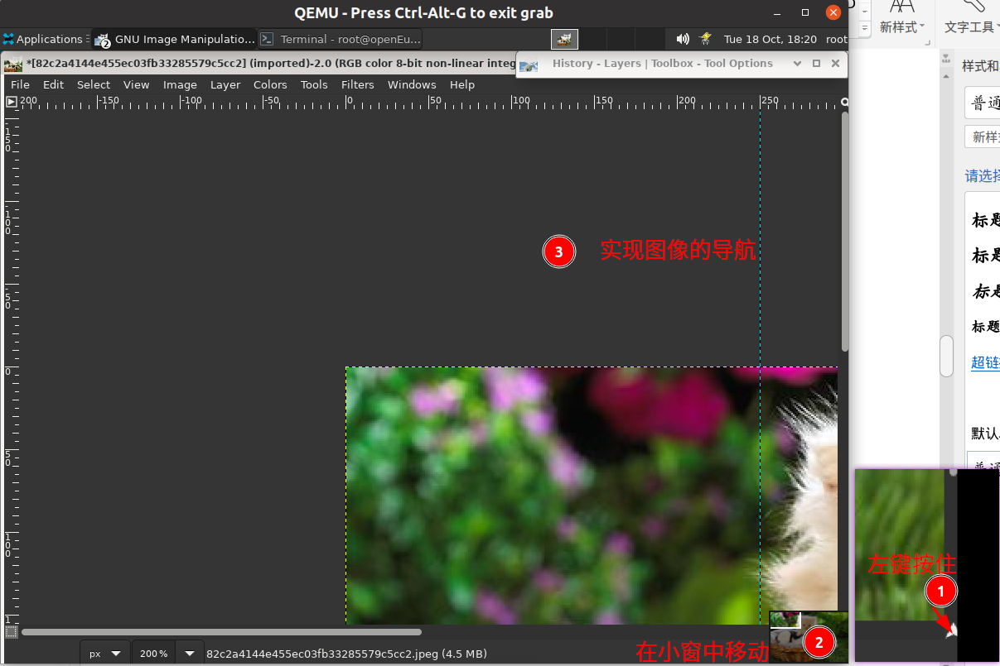 QEMU - Press Ctrl-Alt-G to exit grab
新样式
文字工具
Applications
2
GNU Image Manipulatio...
Terminal - root@openEu...
Tue 18 Oct, 18:20
root
*[82c2a4144e455ec03fb33285579c5cc2] (imported)-2.0 (RGB color 8-bit non-linear integ
History - Layers | Toolbox - Tool Options
File Edit Select View Image Layer Colors Tools Filters Windows Help
200 -150 -100 -50 0 50 100 150 200 250
-150
-100
-50
0
50
100
1
3 实现图像的导航
样式和
普通
新样式
请选择
标题
标题
标题
标题
超链
默认
普通
左键按住
1
在小窗中移动
2
px
200 %
82c2a4144e455ec03fb33285579c5cc2.jpeg (4.5 MB)